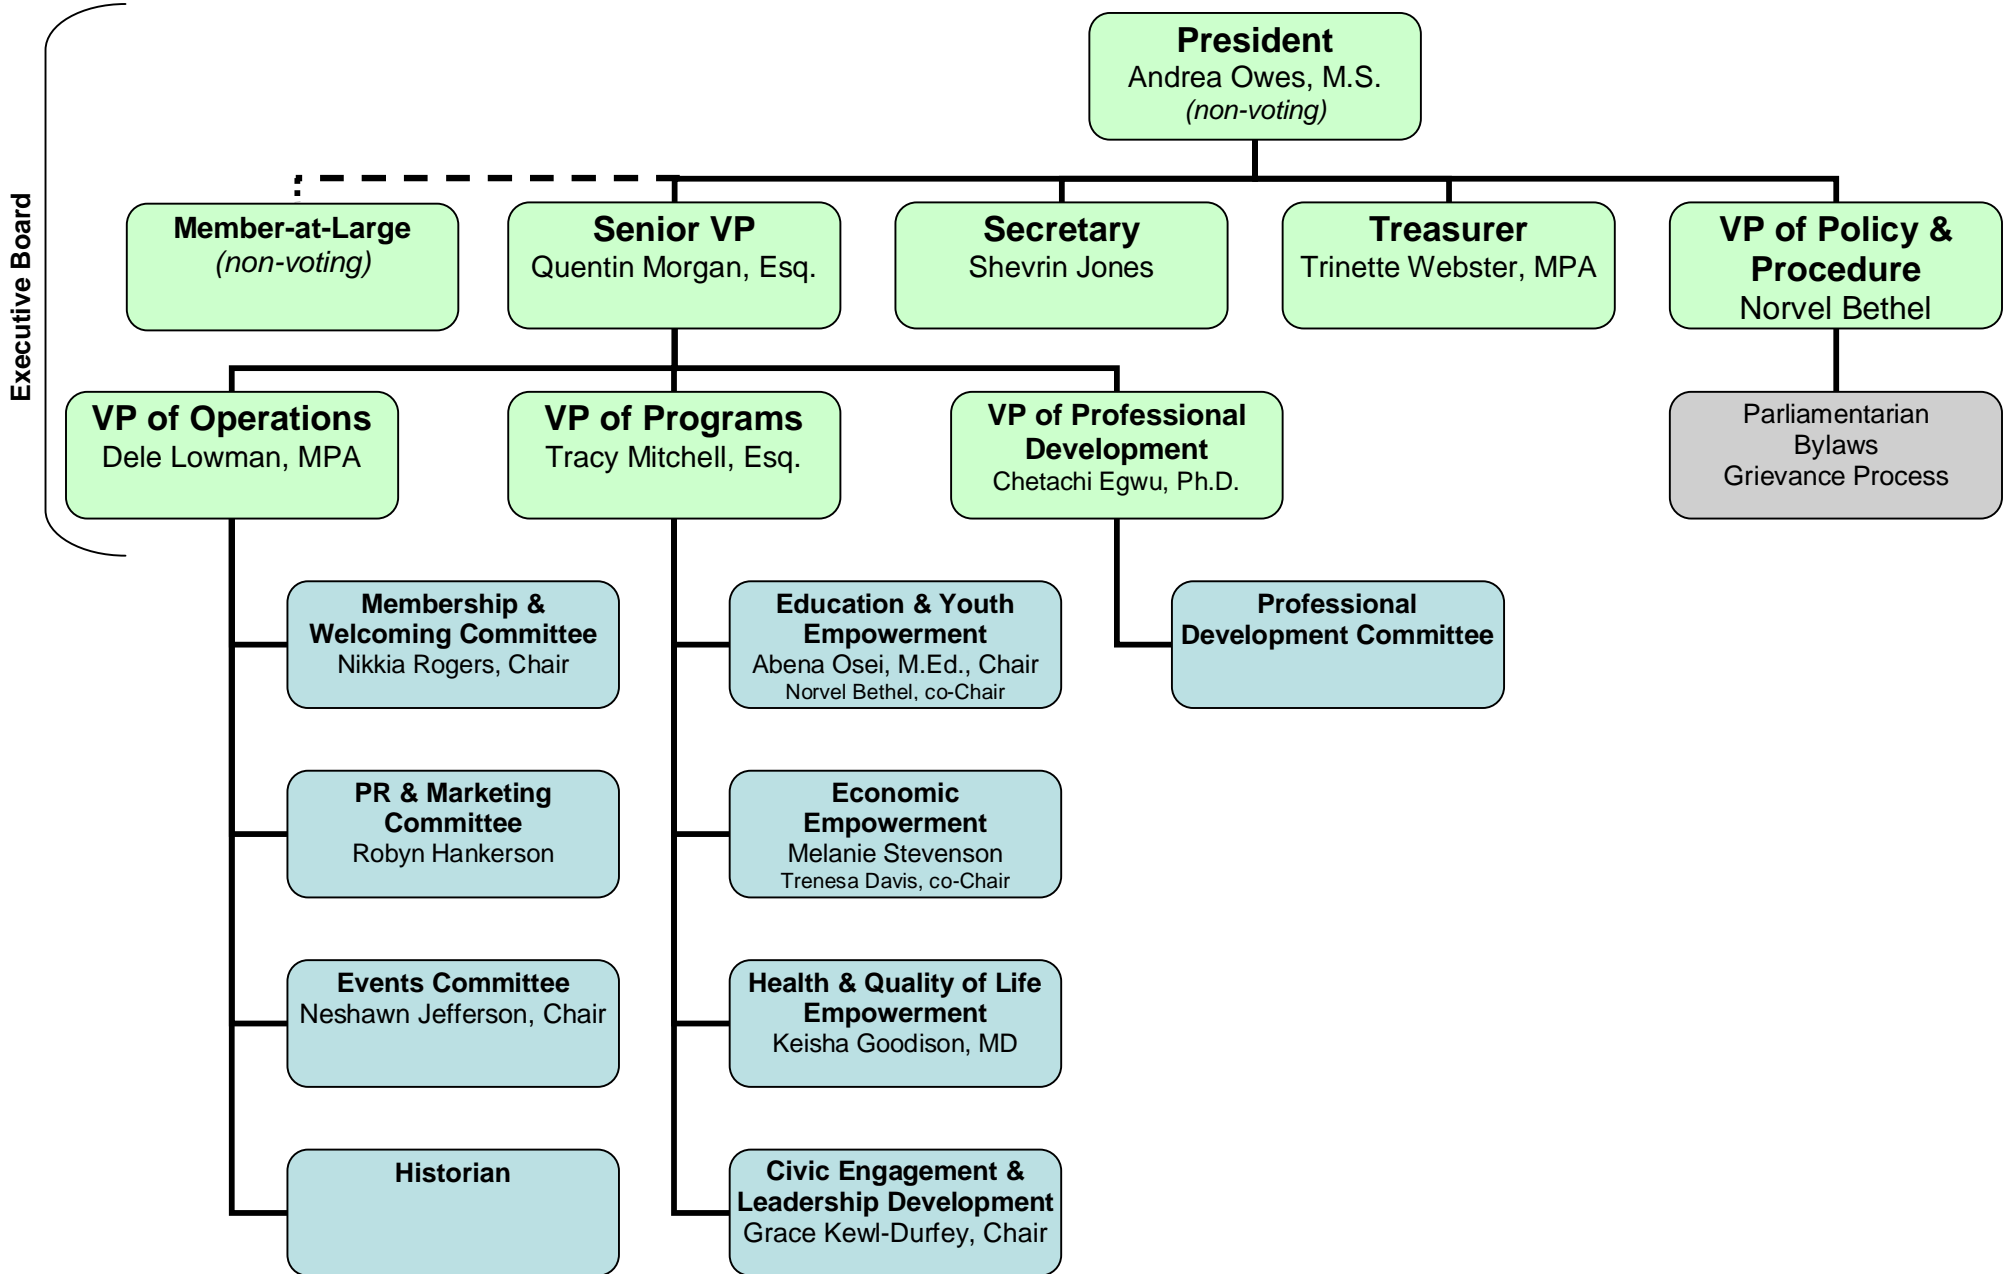 Executive Board
President
Andrea Owes, M.S.
(non-voting)
Member-at-Large
(non-voting)
Senior VP
Quentin Morgan, Esq.
Secretary
Shevrin Jones
Treasurer
Trinette Webster, MPA
VP of Policy &
Procedure
Norvel Bethel
VP of Operations
Dele Lowman, MPA
VP of Programs
Tracy Mitchell, Esq.
VP of Professional
Development
Chetachi Egwu, Ph.D.
Parliamentarian
Bylaws
Grievance Process
Membership &
Welcoming Committee
Nikkia Rogers, Chair
Education & Youth
Empowerment
Abena Osei, M.Ed., Chair
Norvel Bethel, co-Chair
Professional
Development Committee
PR & Marketing
Committee
Robyn Hankerson
Economic
Empowerment
Melanie Stevenson
Trenesa Davis, co-Chair
Events Committee
Neshawn Jefferson, Chair
Health & Quality of Life
Empowerment
Keisha Goodison, MD
Historian
Civic Engagement &
Leadership Development
Grace Kewl-Durfey, Chair